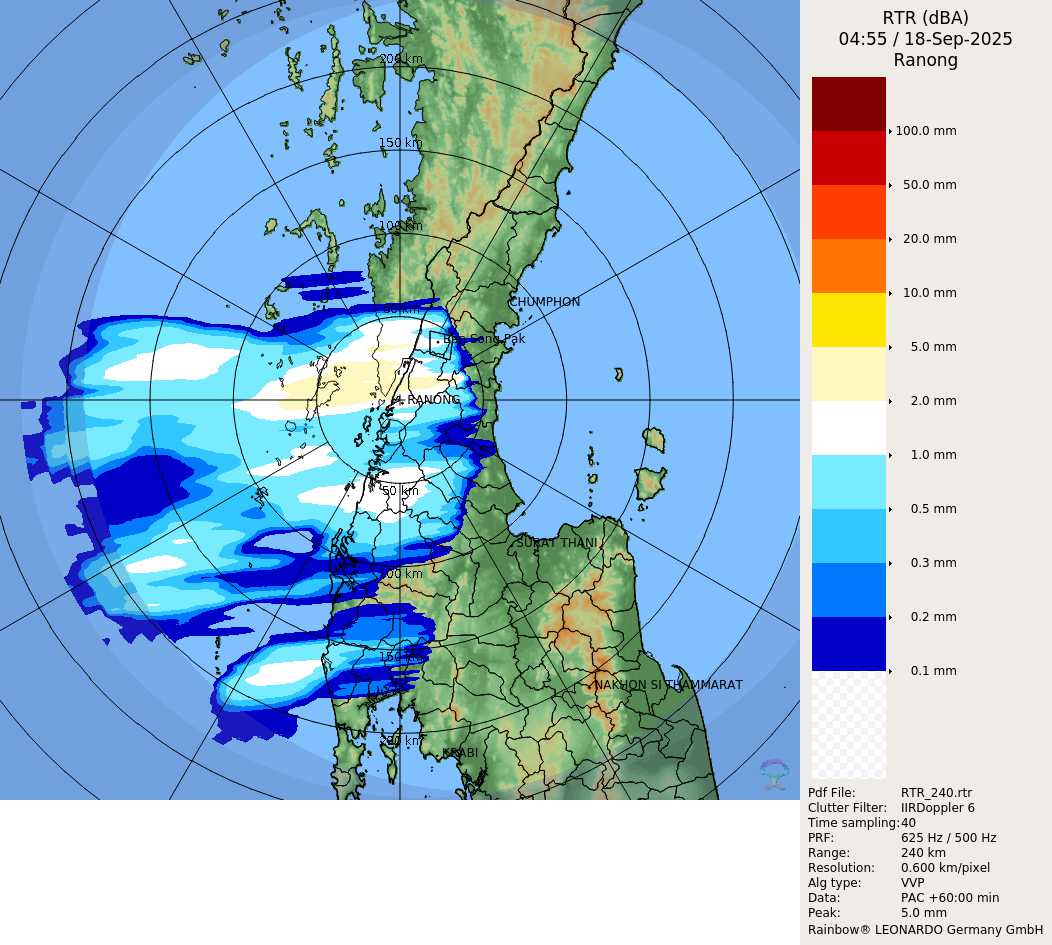 RTR (dBA)
04:55 / 18-Sep-2025
Ranong
100.0 mm
50.0 mm
20.0 mm
10.0 mm
5.0 mm
2.0 mm
1.0 mm
0.5 mm
0.3 mm
0.2 mm
0.1 mm
Pdf File: RTR_240.rtr
Clutter Filter: IIRDoppler 6
Time sampling: 40
PRF: 625 Hz / 500 Hz
Range: 240 km
Resolution: 0.600 km/pixel
Alg type: VVP
Data: PAC +60:00 min
Peak: 5.0 mm
Rainbow® LEONARDO Germany GmbH
200 km
150 km
100 km
CHUMPHON
50 km
RANONG
50 km
SURAT THANI
100 km
150 km
NAKHON SI THAMMARAT
200 km
KRABI